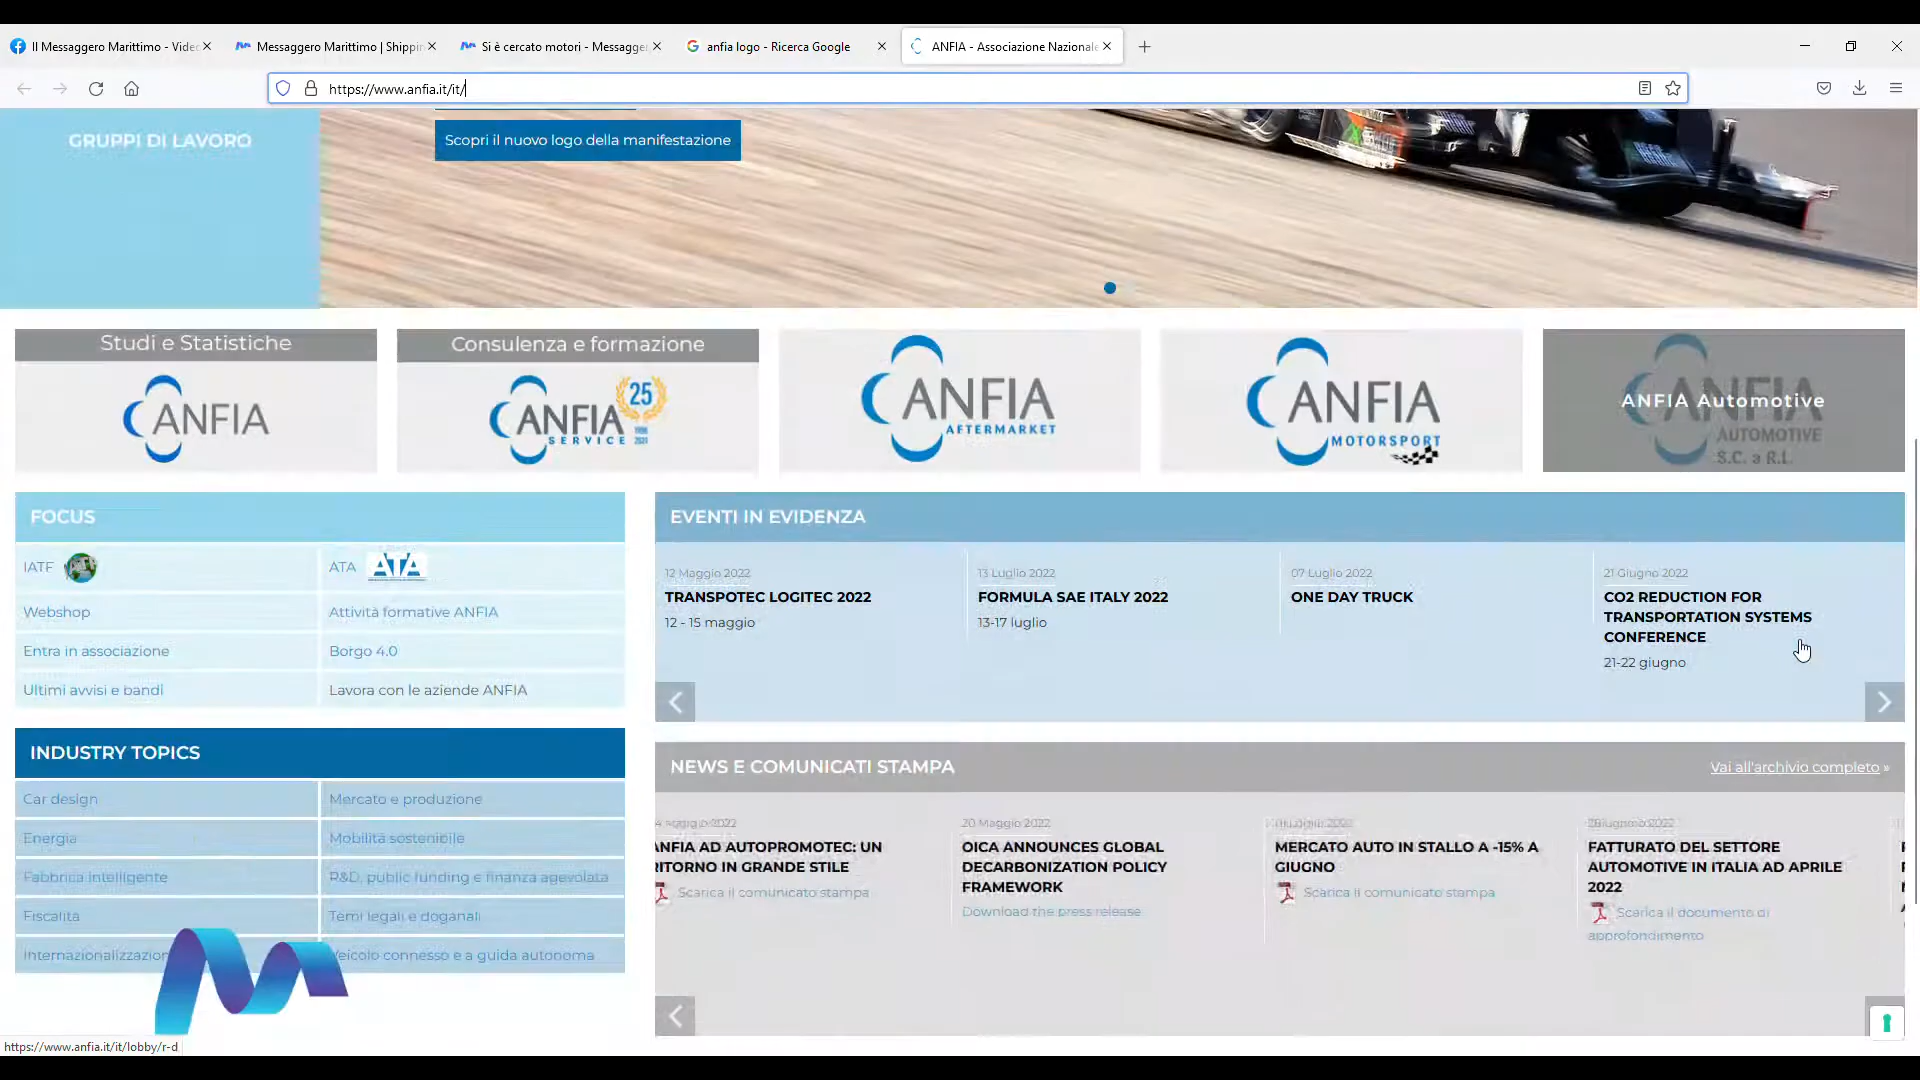 Il Messaggero Marittimo - Vide
Messaggero Marittimo | Shippin
Si è cercato motori - Messagge
anfia logo - Ricerca Google
ANFIA - Associazione Nazionale
https://www.anfia.it/it/
GRUPPI DI LAVORO
Scopri il nuovo logo della manifestazione
Studi e Statistiche
ANFIA
Consulenza e formazione
ANFIA
SERVICE
25
ANFIA
AFTERMARKET
ANFIA
MOTORSPORT
ANFIA Automotive
AUTOMOTIVE
S.C. a R.L.
FOCUS
IATF
ATA ATA
Webshop
Attività formative ANFIA
Entra in associazione
Borgo 4.0
Ultimi avvisi e bandi
Lavora con le aziende ANFIA
EVENTI IN EVIDENZA
12 Maggio 2022
TRANSPOTEC LOGITEC 2022
12 - 15 maggio
13 Luglio 2022
FORMULA SAE ITALY 2022
13-17 luglio
07 Luglio 2022
ONE DAY TRUCK
21 Giugno 2022
CO2 REDUCTION FOR
TRANSPORTATION SYSTEMS
CONFERENCE
21-22 giugno
INDUSTRY TOPICS
Car design
Mercato e produzione
Energia
Mobilità sostenibile
Fabbrica intelligente
R&D, public funding e finanza agevolata
Fiscalità
Temi legali e doganali
Internazionalizzazion
Veicolo connesso e a guida autonoma
NEWS E COMUNICATI STAMPA
Vai all'archivio completo »
ANFIA AD AUTOPROMOTEC: UN
RITORNO IN GRANDE STILE
Scarica il comunicato stampa
20 Maggio 2022
OICA ANNOUNCES GLOBAL
DECARBONIZATION POLICY
FRAMEWORK
Download the press release
MERCATO AUTO IN STALLO A -15% A
GIUGNO
Scarica il comunicato stampa
FATTURATO DEL SETTORE
AUTOMOTIVE IN ITALIA AD APRILE
2022
Scarica il documento di
approfondimento
https://www.anfia.it/it/lobby/r-d